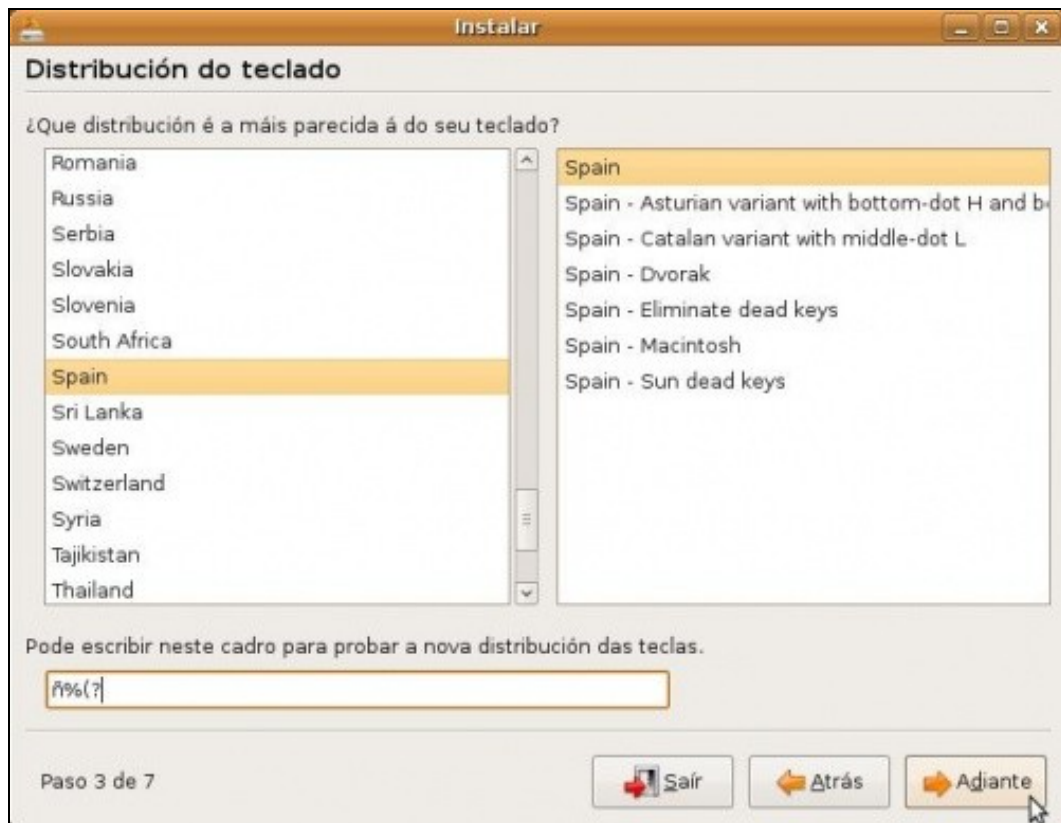 Instalar
Distribución do teclado
¿Que distribución é a máis parecida á do seu teclado?
Romania
Russia
Serbia
Slovakia
Slovenia
South Africa
Spain
Sri Lanka
Sweden
Switzerland
Syria
Tajikistan
Thailand
Spain
Spain - Asturian variant with bottom-dot H and b
Spain - Catalan variant with middle-dot L
Spain - Dvorak
Spain - Eliminate dead keys
Spain - Macintosh
Spain - Sun dead keys
Pode escribir neste cadro para probar a nova distribución das teclas.
ñ%(?
Paso 3 de 7
Saír
Atrás
Adiante